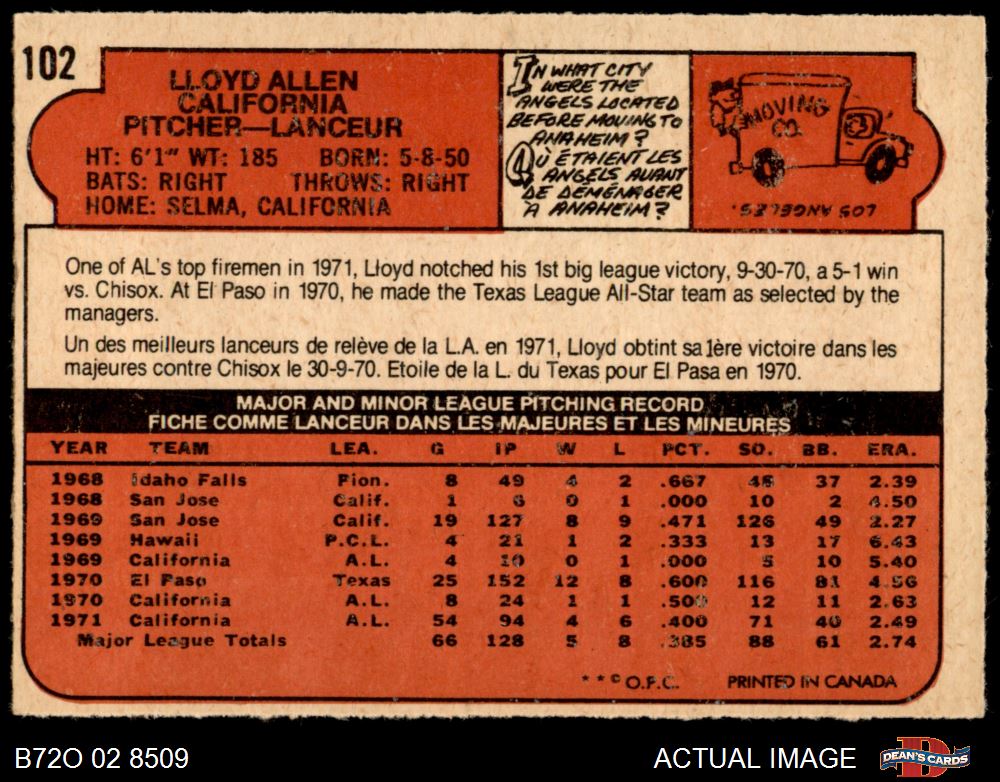 102
LLOYD ALLEN
CALIFORNIA
PITCHER—LANCEUR
HT: 6'1" WT: 185 BORN: 5-8-50
BATS: RIGHT THROWS: RIGHT
HOME: SELMA, CALIFORNIA
IN WHAT CITY
WERE THE
ANGELS LOCATED
BEFORE MOVING TO
ANAHEIM?
OÙ ÉTAIENT LES
ANGELS AVANT
DE DÉMÉNAGER
À ANAHEIM?
MOVING
CO.
LOS ANGELES.
One of AL's top firemen in 1971, Lloyd notched his 1st big league victory, 9-30-70, a 5-1 win
vs. Chisox. At El Paso in 1970, he made the Texas League All-Star team as selected by the
managers.
Un des meilleurs lanceurs de relève de la L.A. en 1971, Lloyd obtint sa 1ère victoire dans les
majeures contre Chisox le 30-9-70. Etoile de la L. du Texas pour El Pasa en 1970.
MAJOR AND MINOR LEAGUE PITCHING RECORD
FICHE COMME LANCEUR DANS LES MAJEURES ET LES MINEURES
YEAR TEAM LEA. G IP W L PCT. SO. BB. ERA.
1968 Idaho Falls Pion. 8 49 4 2 .667 48 37 2.39
1968 San Jose Calif. 1 6 0 1 .000 10 2 4.50
1969 San Jose Calif. 19 127 8 9 .471 126 49 2.27
1969 Hawaii P.C.L. 4 21 1 2 .333 13 17 6.43
1969 California A.L. 4 10 0 1 .000 5 10 5.40
1970 El Paso Texas 25 152 12 8 .600 116 81 4.56
1970 California A.L. 8 24 1 1 .500 12 11 2.63
1971 California A.L. 54 94 4 6 .400 71 40 2.49
Major League Totals 66 128 5 8 .385 88 61 2.74
**© O.P.C. PRINTED IN CANADA
B72O 02 8509 ACTUAL IMAGE DEAN'S CARDS